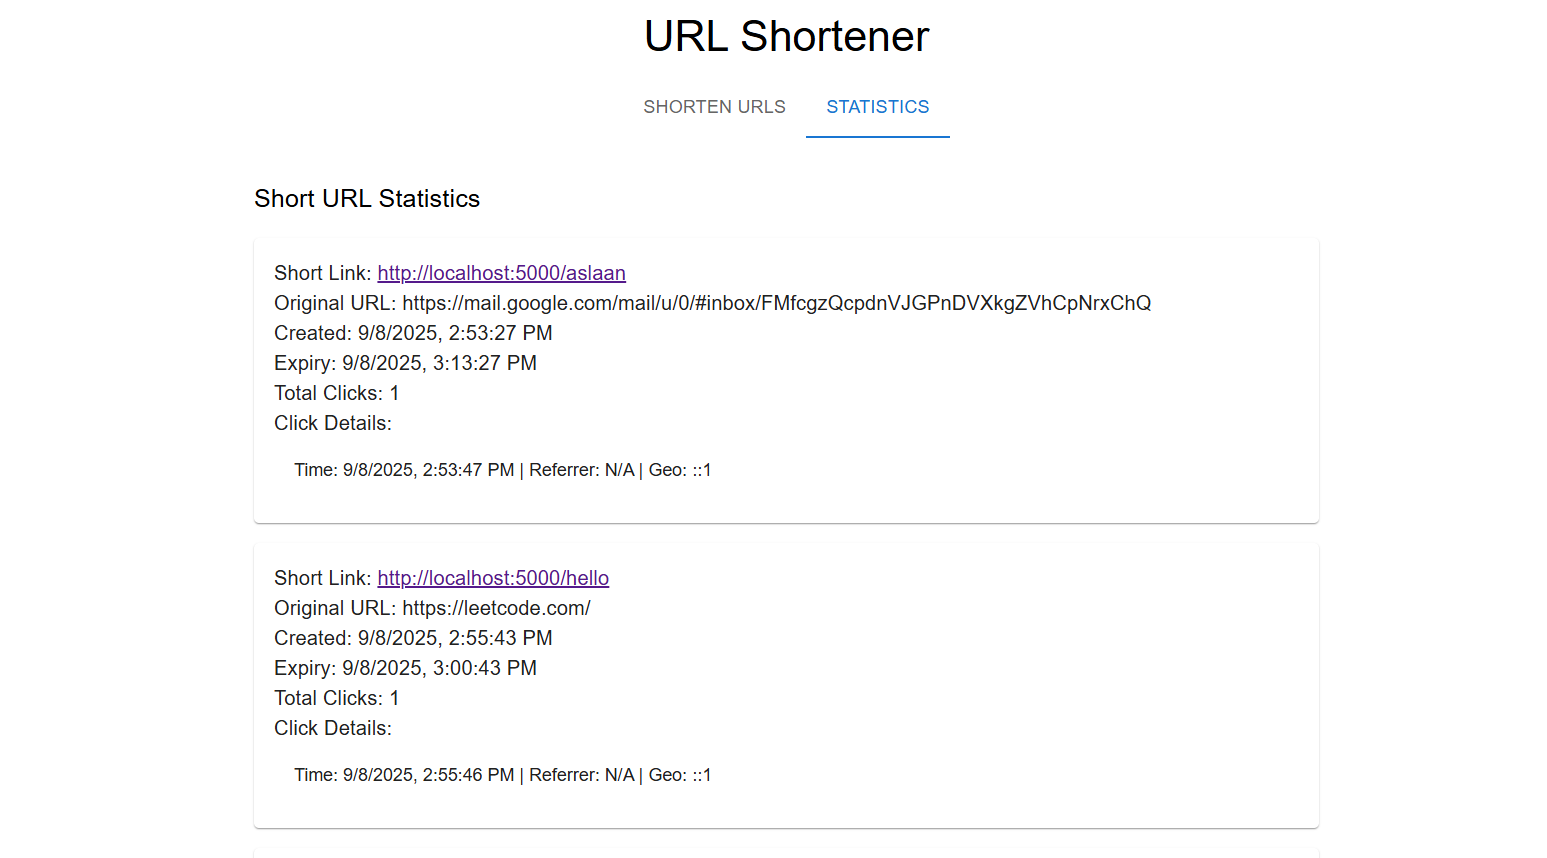 URL Shortener
SHORTEN URLS STATISTICS
Short URL Statistics
Short Link: http://localhost:5000/aslaan
Original URL: https://mail.google.com/mail/u/0/#inbox/FMfcgzQcpdnVJGPnDVXkgZVhCpNrxChQ
Created: 9/8/2025, 2:53:27 PM
Expiry: 9/8/2025, 3:13:27 PM
Total Clicks: 1
Click Details:
Time: 9/8/2025, 2:53:47 PM | Referrer: N/A | Geo: ::1
Short Link: http://localhost:5000/hello
Original URL: https://leetcode.com/
Created: 9/8/2025, 2:55:43 PM
Expiry: 9/8/2025, 3:00:43 PM
Total Clicks: 1
Click Details:
Time: 9/8/2025, 2:55:46 PM | Referrer: N/A | Geo: ::1